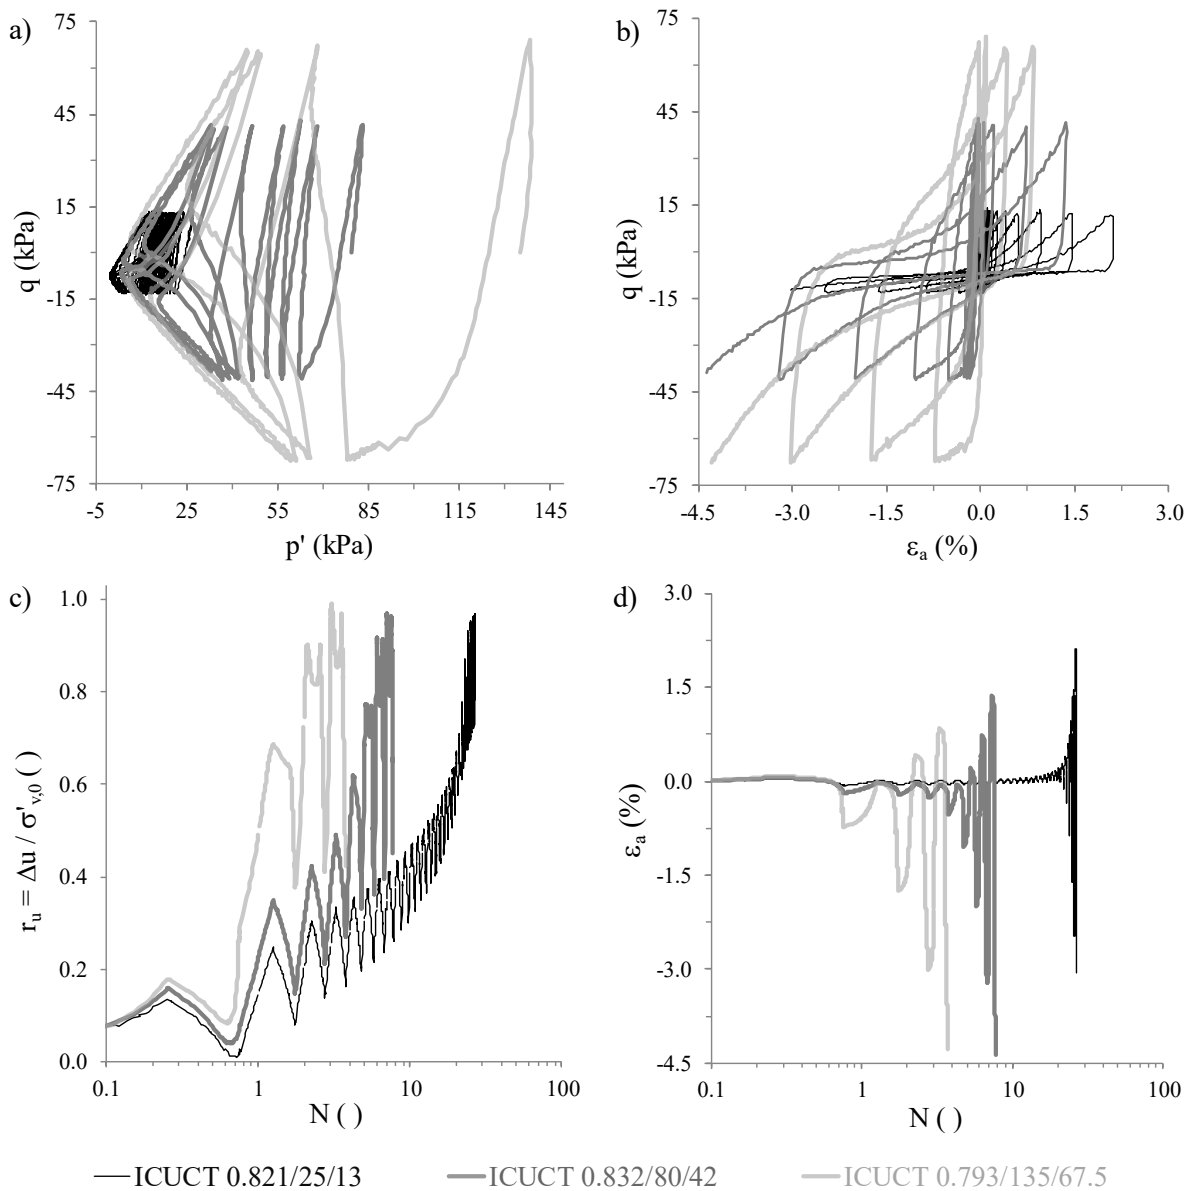 a)
75
45
15
-15
-45
-75
q (kPa)
-5 25 55 85 115 145
p' (kPa)
b)
75
45
15
-15
-45
-75
q (kPa)
-4.5 -3.0 -1.5 0.0 1.5 3.0
εa (%)
c)
1.0
0.8
0.6
0.4
0.2
0.0
ru = Δu / σ'v,0 ( )
0.1 1 10 100
N ( )
d)
3.0
1.5
0.0
-1.5
-3.0
-4.5
εa (%)
0.1 1 10 100
N ( )
ICUCT 0.821/25/13 ICUCT 0.832/80/42 ICUCT 0.793/135/67.5